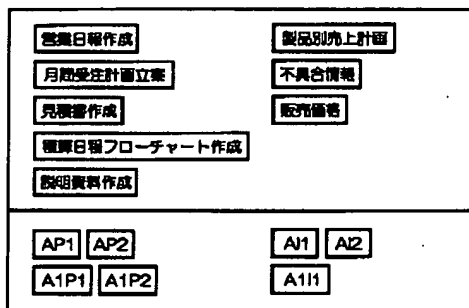 営業日報作成
製品別売上計画
月間受注計画立案
不具合情報
見積書作成
販売価格
積算日報フローチャート作成
説明資料作成
AP1 AP2
AI1 AI2
A1P1 A1P2
A1I1